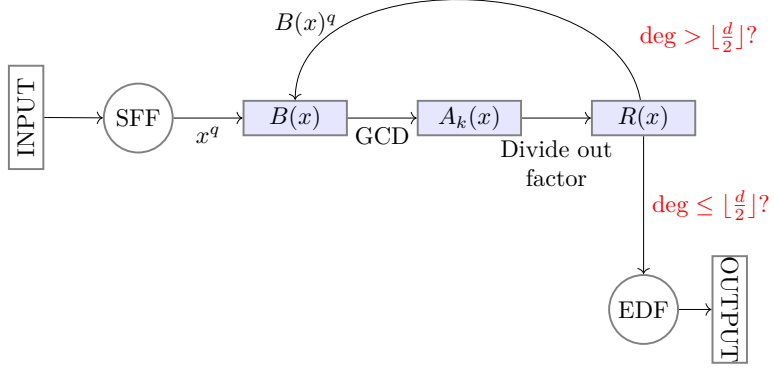 INPUT
SFF
x^q
B(x)
B(x)^q
GCD
A_k(x)
Divide out
factor
R(x)
deg > ⌊d/2⌋?
deg ≤ ⌊d/2⌋?
EDF
OUTPUT